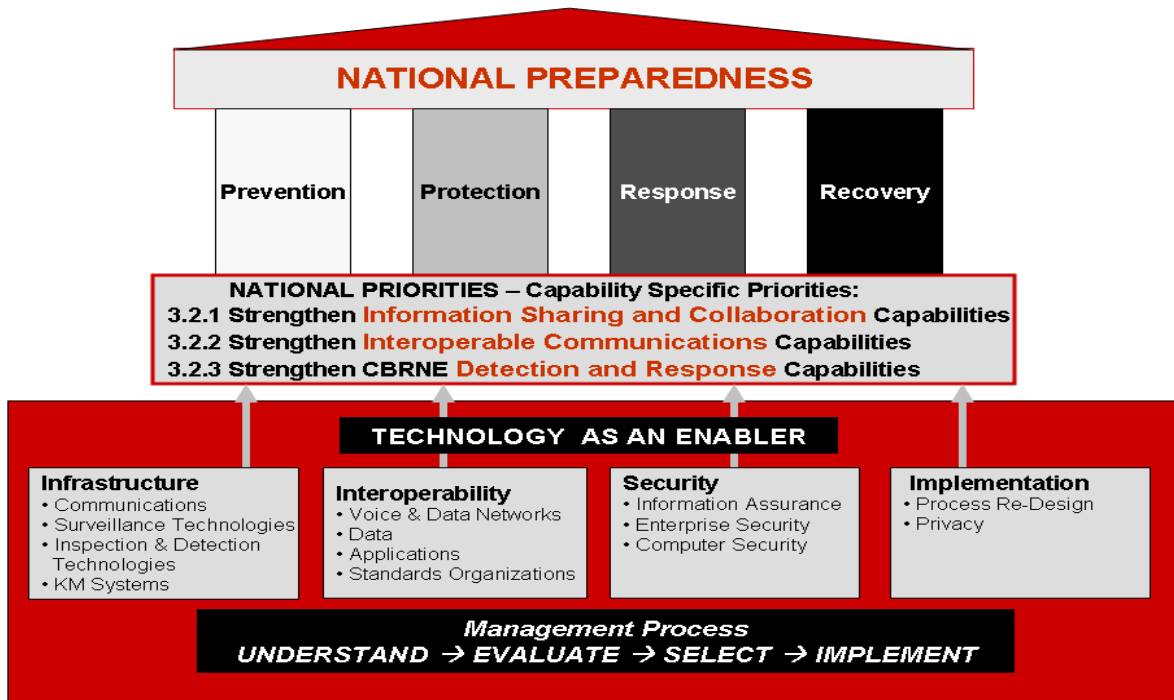 NATIONAL PREPAREDNESS
Prevention
Protection
Response
Recovery
NATIONAL PRIORITIES – Capability Specific Priorities:
3.2.1 Strengthen Information Sharing and Collaboration Capabilities
3.2.2 Strengthen Interoperable Communications Capabilities
3.2.3 Strengthen CBRNE Detection and Response Capabilities
TECHNOLOGY AS AN ENABLER
Infrastructure
• Communications
• Surveillance Technologies
• Inspection & Detection
Technologies
• KM Systems
Interoperability
• Voice & Data Networks
• Data
• Applications
• Standards Organizations
Security
• Information Assurance
• Enterprise Security
• Computer Security
Implementation
• Process Re-Design
• Privacy
Management Process
UNDERSTAND → EVALUATE → SELECT → IMPLEMENT